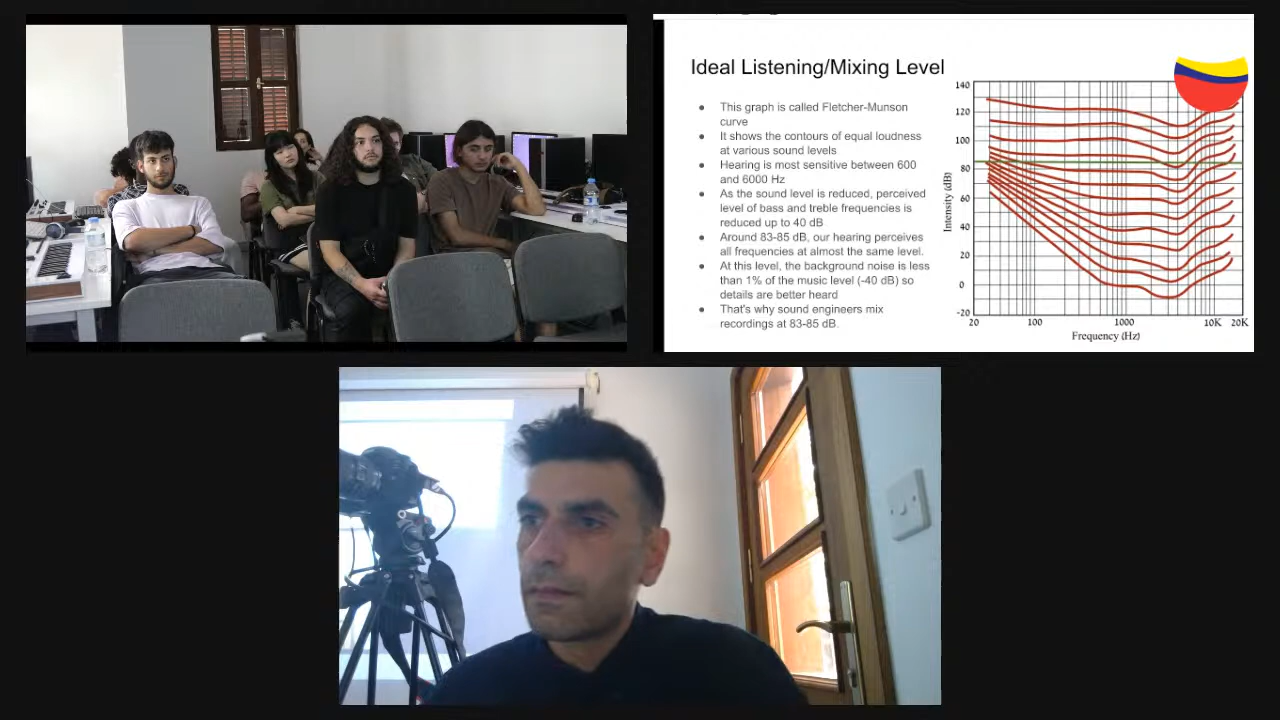 Ideal Listening/Mixing Level
This graph is called Fletcher-Munson
curve
It shows the contours of equal loudness
at various sound levels
Hearing is most sensitive between 600
and 6000 Hz
As the sound level is reduced, perceived
level of bass and treble frequencies is
reduced up to 40 dB
Around 83-85 dB, our hearing perceives
all frequencies at almost the same level.
At this level, the background noise is less
than 1% of the music level (-40 dB) so
details are better heard
That's why sound engineers mix
recordings at 83-85 dB.
Intensity (dB)
140
120
100
80
60
40
20
0
-20
20 100 1000 10K 20K
Frequency (Hz)